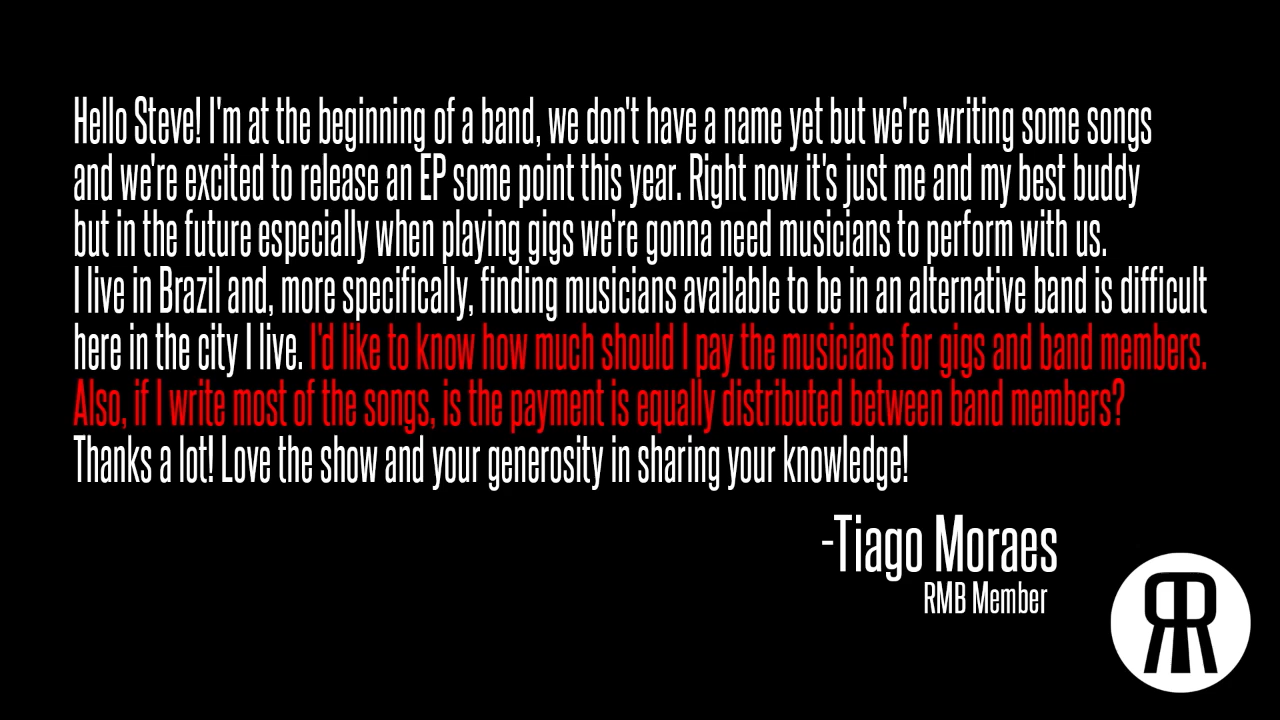 Hello Steve! I'm at the beginning of a band, we don't have a name yet but we're writing some songs
and we're excited to release an EP some point this year. Right now it's just me and my best buddy
but in the future especially when playing gigs we're gonna need musicians to perform with us.
I live in Brazil and, more specifically, finding musicians available to be in an alternative band is difficult
here in the city I live. I'd like to know how much should I pay the musicians for gigs and band members.
Also, if I write most of the songs, is the payment is equally distributed between band members?
Thanks a lot! Love the show and your generosity in sharing your knowledge!
-Tiago Moraes
RMB Member